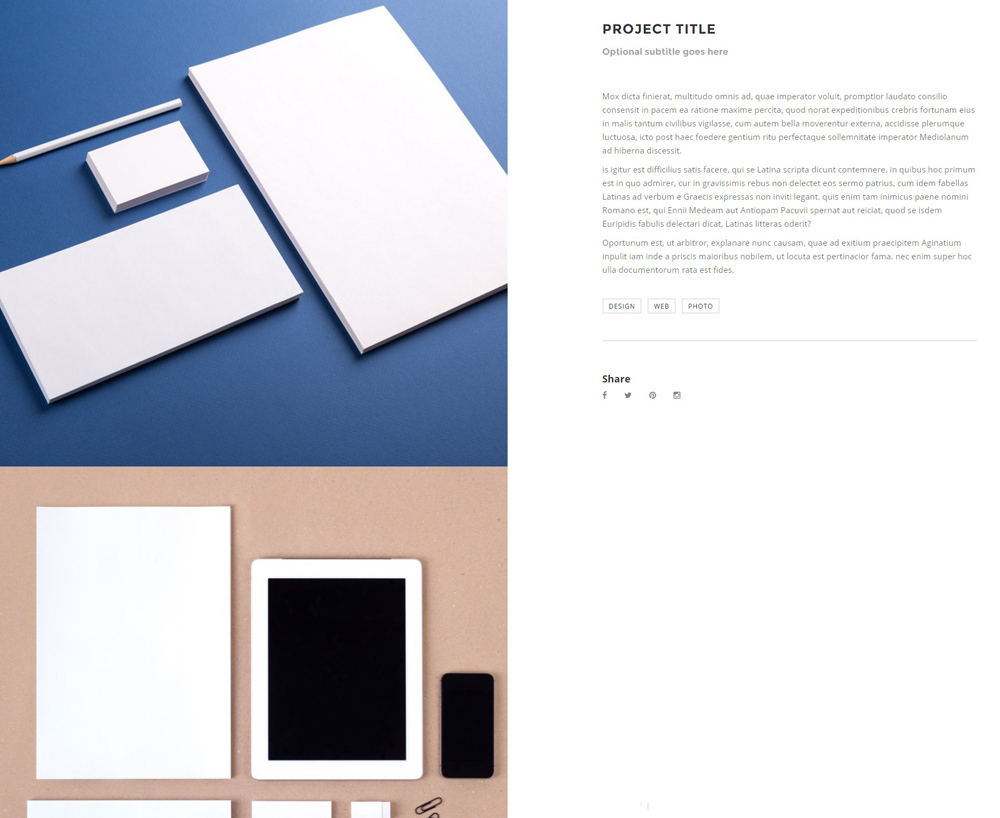 PROJECT TITLE
Optional subtitle goes here
Mox dicta finierat, multitudo omnis ad, quae imperator voluit, promptior laudato consilio
consensit in pacem ea ratione maxime percita, quod norat expeditionibus crebris fortunam eius
in malis tantum civilibus vigilasse, cum autem bella moverentur externa, accidisse plerumque
luctuosa, icto post haec foedere gentium ritu perfectaque sollemnitate imperator Mediolanum
ad hiberna discessit.
is igitur est difficilius satis facere, qui se Latina scripta dicunt contemnere. in quibus hoc primum
est in quo admirer, cur in gravissimis rebus non delectet eos sermo patrius, cum idem fabellas
Latinas ad verbum e Graecis expressas non inviti legant. quis enim tam inimicus paene nomini
Romano est, qui Ennii Medeam aut Antiopam Pacuvii spernat aut reiciat, quod se isdem
Euripidis fabulis delectari dicat, Latinas litteras oderit?
Oportunum est, ut arbitror, explanare nunc causam, quae ad exitium praecipitem Aginatium
inpulit iam inde a priscis maioribus nobilem, ut locuta est pertinacior fama. nec enim super hoc
ulla documentorum rata est fides.
DESIGN WEB PHOTO
Share